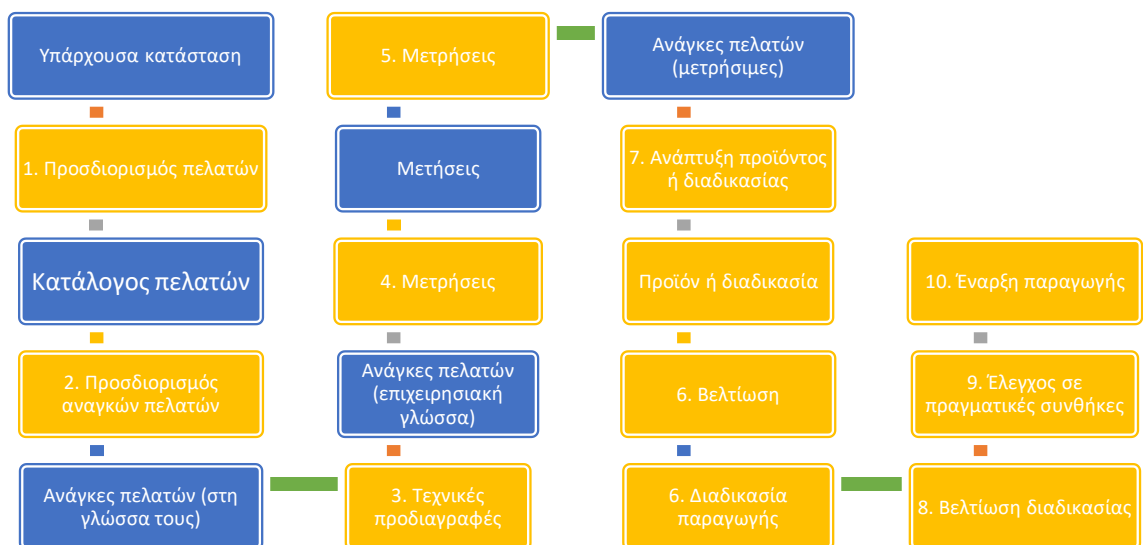 Υπάρχουσα κατάσταση
1. Προσδιορισμός πελατών
Κατάλογος πελατών
2. Προσδιορισμός
αναγκών πελατών
Ανάγκες πελατών (στη
γλώσσα τους)
3. Τεχνικές
προδιαγραφές
Ανάγκες πελατών
(επιχειρησιακή
γλώσσα)
4. Μετρήσεις
Μετήσεις
5. Μετρήσεις
Ανάγκες πελατών
(μετρήσιμες)
7. Ανάπτυξη προϊόντος
ή διαδικασίας
Προϊόν ή διαδικασία
6. Βελτίωση
6. Διαδικασία
παραγωγής
8. Βελτίωση διαδικασίας
9. Έλεγχος σε
πραγματικές συνθήκες
10. Έναρξη παραγωγής